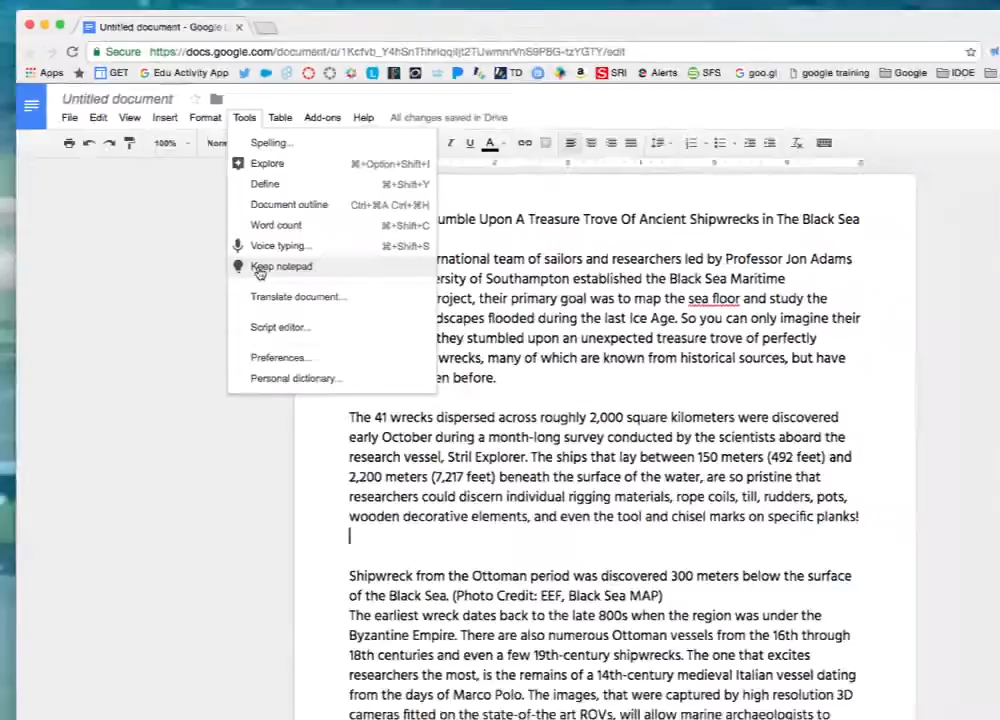 Untitled document - Google
Secure https://docs.google.com/document/d/
Apps GET Edu Activity App TD SRI Alerts SFS goo.gl google training Google IDOE
Untitled document
File Edit View Insert Format Tools Table Add-ons Help All changes saved in Drive
100% Norm
Spelling...
Explore ⌘+Option+Shift+I
Define ⌘+Shift+Y
Document outline Ctrl+⌘A Ctrl+⌘H
Word count ⌘+Shift+C
Voice typing... ⌘+Shift+S
Keep notepad
Translate document...
Script editor...
Preferences...
Personal dictionary...
umble Upon A Treasure Trove Of Ancient Shipwrecks in The Black Sea
rnational team of sailors and researchers led by Professor Jon Adams
ersity of Southampton established the Black Sea Maritime
roject, their primary goal was to map the sea floor and study the
dscapes flooded during the last Ice Age. So you can only imagine their
they stumbled upon an unexpected treasure trove of perfectly
wrecks, many of which are known from historical sources, but have
en before.
The 41 wrecks dispersed across roughly 2,000 square kilometers were discovered
early October during a month-long survey conducted by the scientists aboard the
research vessel, Stril Explorer. The ships that lay between 150 meters (492 feet) and
2,200 meters (7,217 feet) beneath the surface of the water, are so pristine that
researchers could discern individual rigging materials, rope coils, till, rudders, pots,
wooden decorative elements, and even the tool and chisel marks on specific planks!
Shipwreck from the Ottoman period was discovered 300 meters below the surface
of the Black Sea. (Photo Credit: EEF, Black Sea MAP)
The earliest wreck dates back to the late 800s when the region was under the
Byzantine Empire. There are also numerous Ottoman vessels from the 16th through
18th centuries and even a few 19th-century shipwrecks. The one that excites
researchers the most, is the remains of a 14th-century medieval Italian vessel dating
from the days of Marco Polo. The images, that were captured by high resolution 3D
cameras fitted on the state-of-the art ROVs, will allow marine archaeologists to